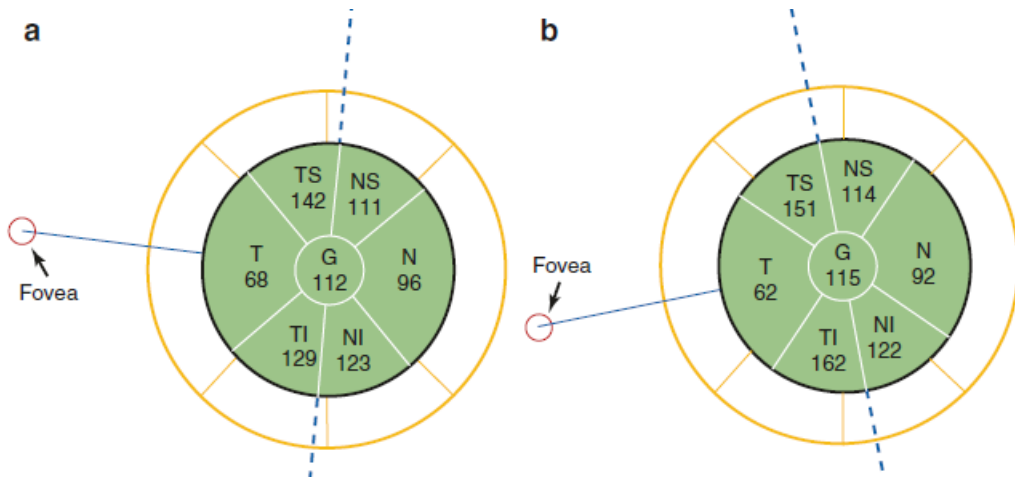 a
TS
142
NS
111
T
68
G
112
N
96
TI
129
NI
123
Fovea
b
TS
151
NS
114
T
62
G
115
N
92
TI
162
NI
122
Fovea